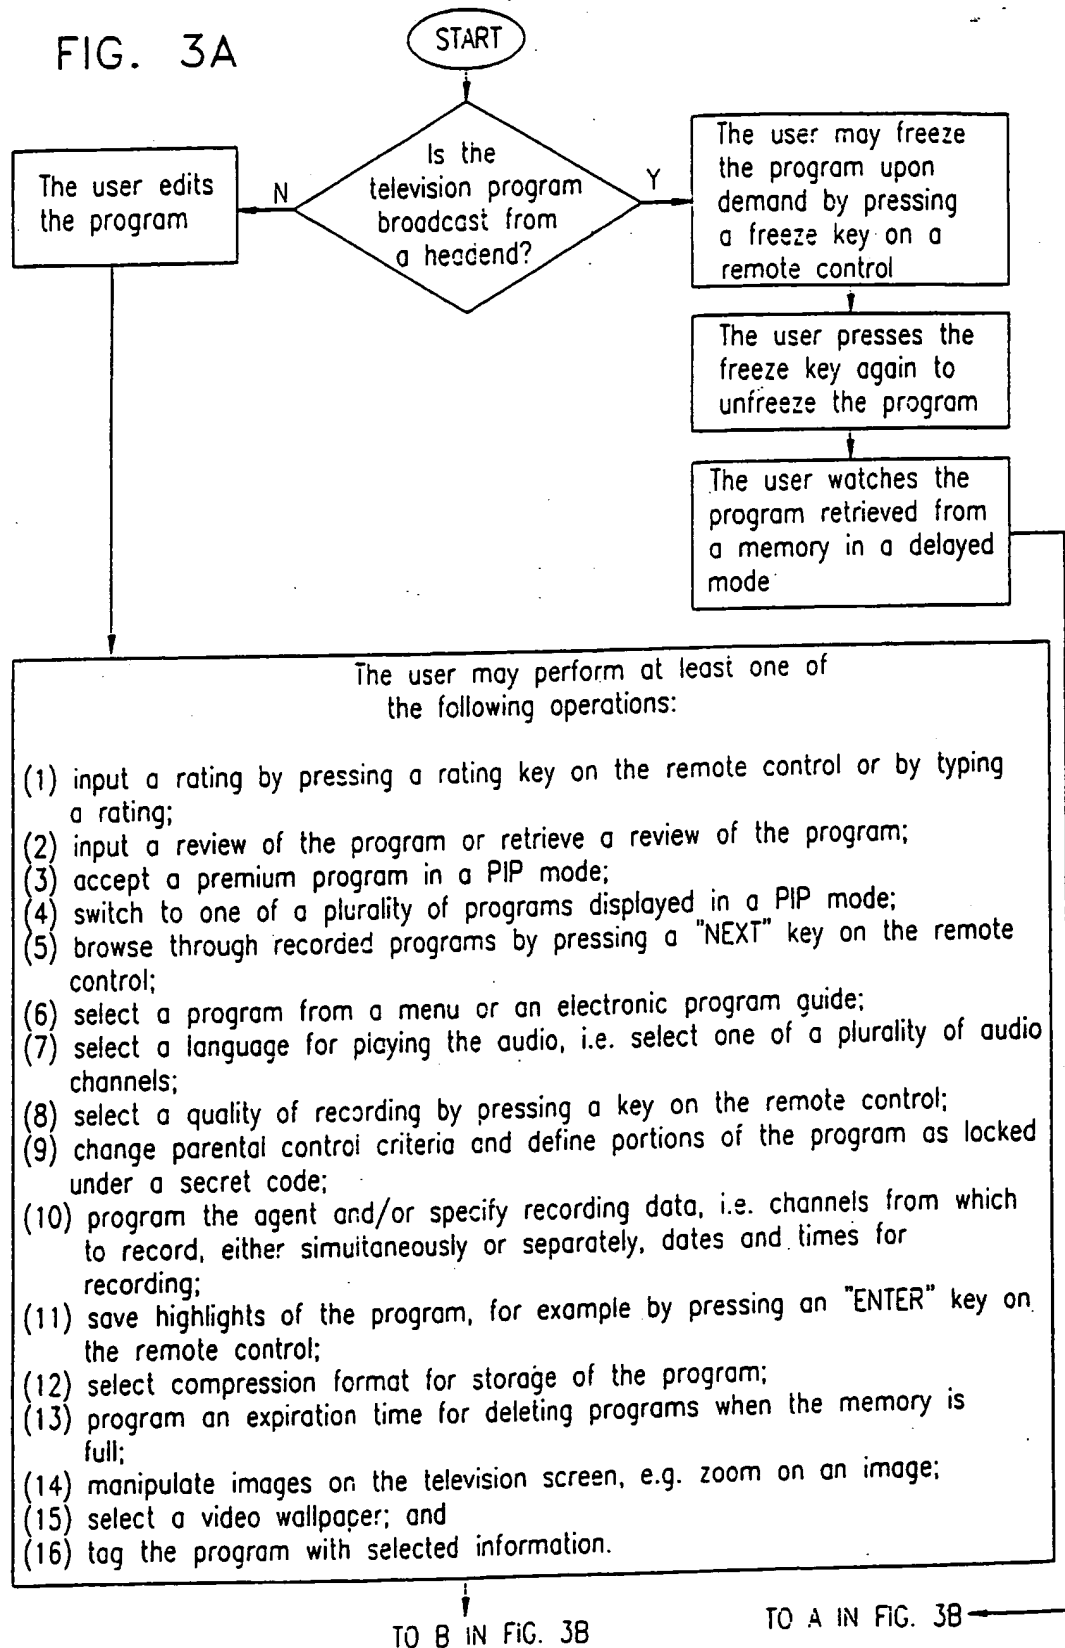 FIG. 3A
START
Is the
television program
broadcast from
a headend?
N
Y
The user edits
the program
The user may freeze
the program upon
demand by pressing
a freeze key on a
remote control
The user presses the
freeze key again to
unfreeze the program
The user watches the
program retrieved from
a memory in a delayed
mode
The user may perform at least one of
the following operations:
(1) input a rating by pressing a rating key on the remote control or by typing
a rating;
(2) input a review of the program or retrieve a review of the program;
(3) accept a premium program in a PIP mode;
(4) switch to one of a plurality of programs displayed in a PIP mode;
(5) browse through recorded programs by pressing a "NEXT" key on the remote
control;
(6) select a program from a menu or an electronic program guide;
(7) select a language for playing the audio, i.e. select one of a plurality of audio
channels;
(8) select a quality of recording by pressing a key on the remote control;
(9) change parental control criteria and define portions of the program as locked
under a secret code;
(10) program the agent and/or specify recording data, i.e. channels from which
to record, either simultaneously or separately, dates and times for
recording;
(11) save highlights of the program, for example by pressing an "ENTER" key on
the remote control;
(12) select compression format for storage of the program;
(13) program an expiration time for deleting programs when the memory is
full;
(14) manipulate images on the television screen, e.g. zoom on an image;
(15) select a video wallpaper; and
(16) tag the program with selected information.
TO B IN FIG. 3B
TO A IN FIG. 3B